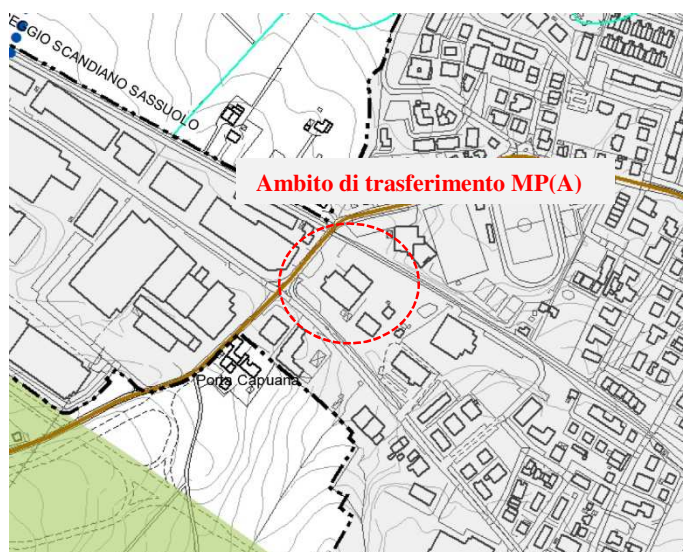 EGGIO SCANDIANO SASSUOLO
Ambito di trasferimento MP(A)
Porta Capuana